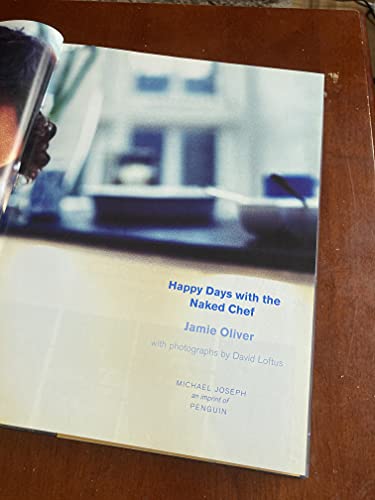 Happy Days with the
Naked Chef
Jamie Oliver
with photographs by David Loftus
MICHAEL JOSEPH
an imprint of
PENGUIN